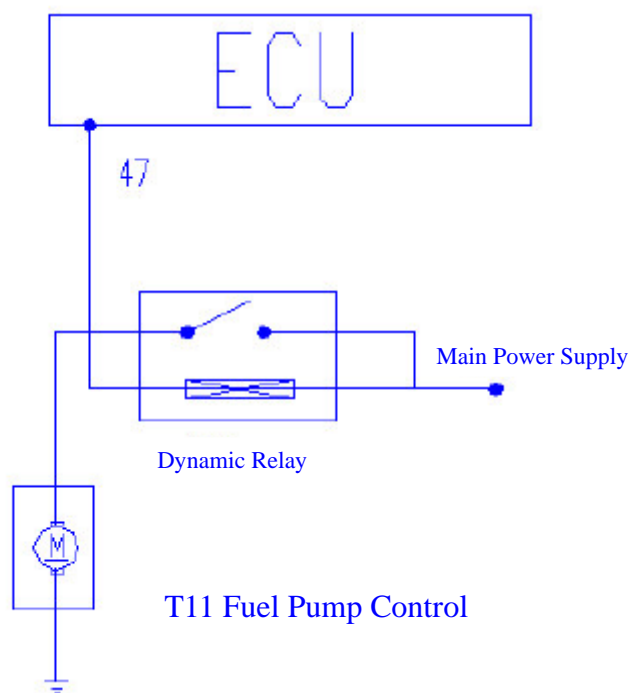 ECU
47
Main Power Supply
Dynamic Relay
M
T11 Fuel Pump Control